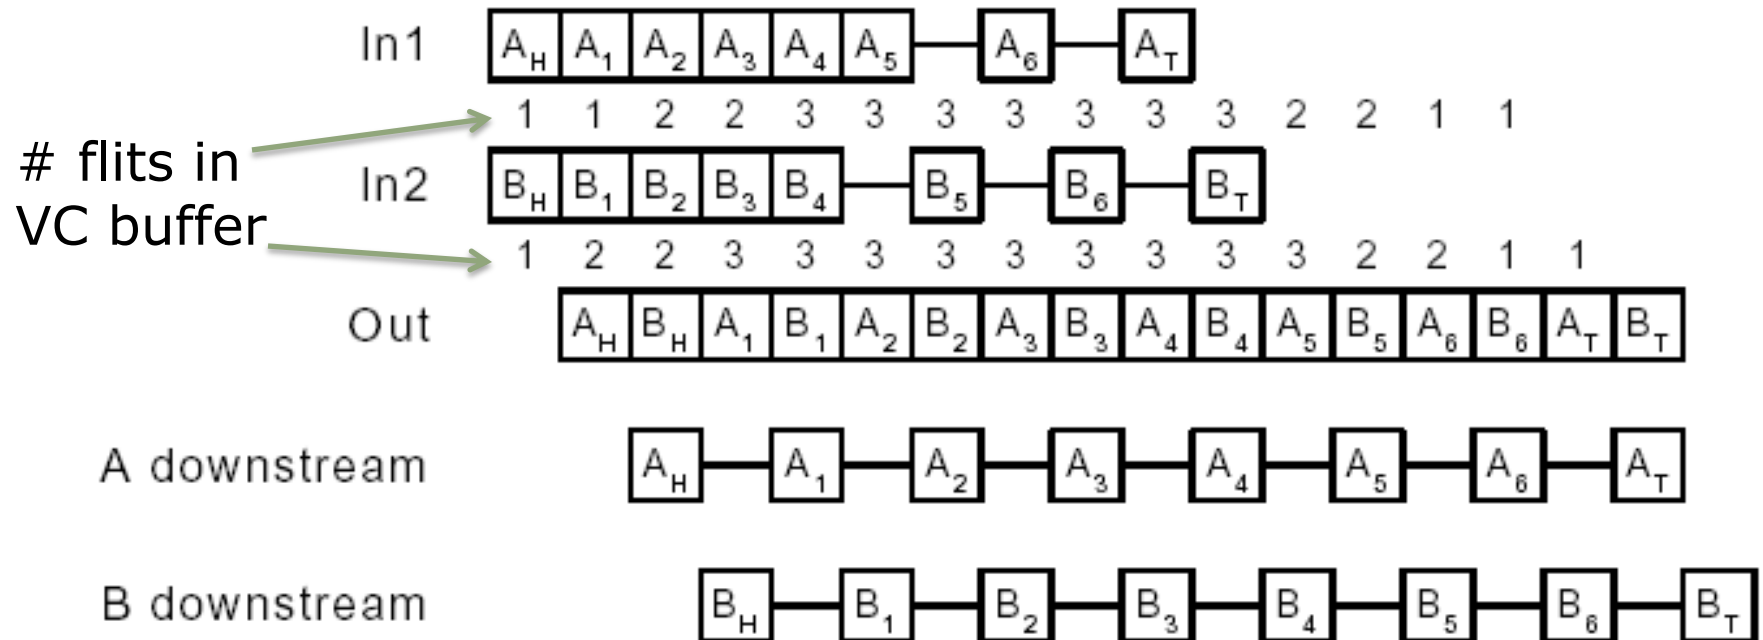 In1 A_H A_1 A_2 A_3 A_4 A_5 A_6 A_T
1 1 2 2 3 3 3 3 3 3 3 2 2 1 1
# flits in
VC buffer
In2 B_H B_1 B_2 B_3 B_4 B_5 B_6 B_T
1 2 2 3 3 3 3 3 3 3 3 3 2 2 1 1
Out A_H B_H A_1 B_1 A_2 B_2 A_3 B_3 A_4 B_4 A_5 B_5 A_6 B_6 A_T B_T
A downstream A_H A_1 A_2 A_3 A_4 A_5 A_6 A_T
B downstream B_H B_1 B_2 B_3 B_4 B_5 B_6 B_T